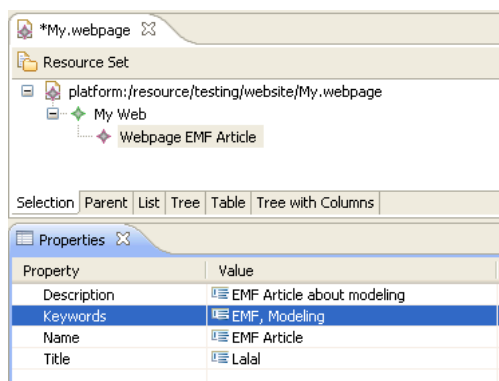 *My.webpage
Resource Set
platform:/resource/testing/website/My.webpage
My Web
Webpage EMF Article
Selection Parent List Tree Table Tree with Columns
Properties
Property Value
Description EMF Article about modeling
Keywords EMF, Modeling
Name EMF Article
Title Lalal